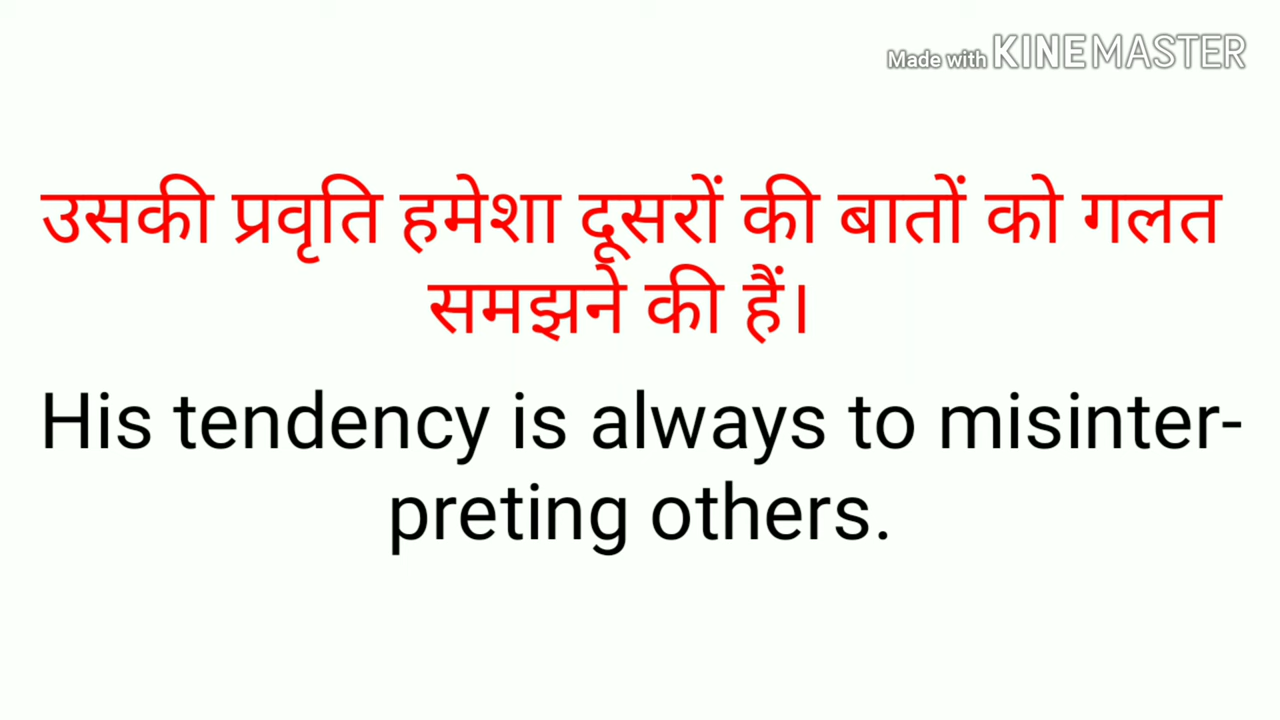 Made with KINEMASTER
उसकी प्रवृति हमेशा दूसरों की बातों को गलत
समझने की हैं।
His tendency is always to misinter-
preting others.